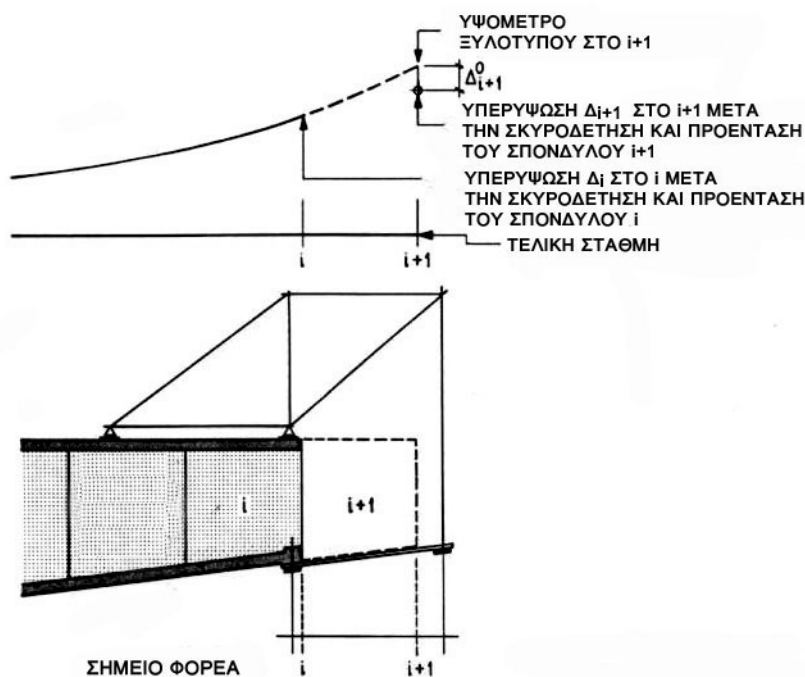 ΥΨΟΜΕΤΡΟ
ΞΥΛΟΤΥΠΟΥ ΣΤΟ i+1
Δ⁰i+1
ΥΠΕΡΥΨΩΣΗ Δi+1 ΣΤΟ i+1 ΜΕΤΑ
ΤΗΝ ΣΚΥΡΟΔΕΤΗΣΗ ΚΑΙ ΠΡΟΕΝΤΑΣΗ
ΤΟΥ ΣΠΟΝΔΥΛΟΥ i+1
ΥΠΕΡΥΨΩΣΗ Δi ΣΤΟ i ΜΕΤΑ
ΤΗΝ ΣΚΥΡΟΔΕΤΗΣΗ ΚΑΙ ΠΡΟΕΝΤΑΣΗ
ΤΟΥ ΣΠΟΝΔΥΛΟΥ i
ΤΕΛΙΚΗ ΣΤΑΘΜΗ
i i+1
i i+1
ΣΗΜΕΙΟ ΦΟΡΕΑ i i+1